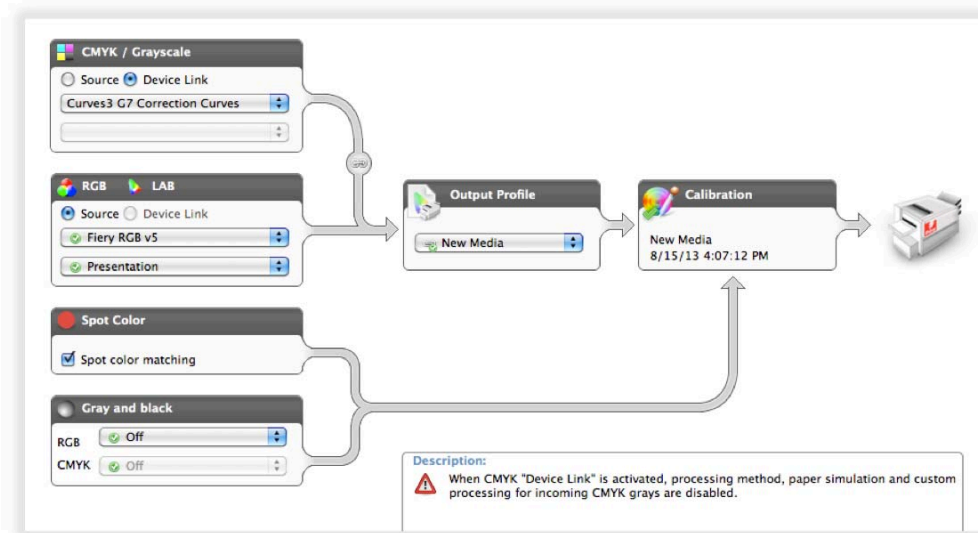 CMYK / Grayscale
Source Device Link
Curves3 G7 Correction Curves
RGB LAB
Source Device Link
Fiery RGB v5
Presentation
Output Profile
New Media
Calibration
New Media
8/15/13 4:07:12 PM
Spot Color
Spot color matching
Gray and black
RGB Off
CMYK Off
Description:
When CMYK "Device Link" is activated, processing method, paper simulation and custom
processing for incoming CMYK grays are disabled.